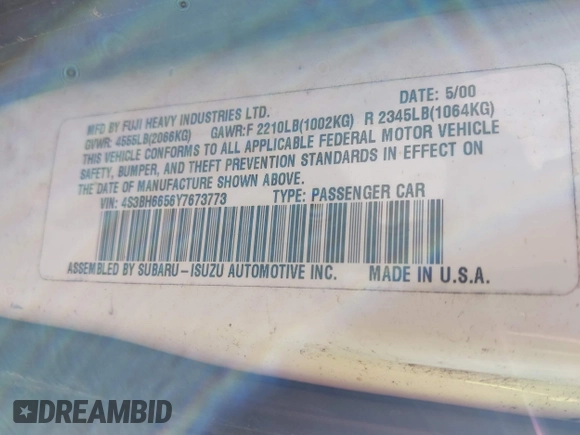 DATE: 5/00
MFD BY FUJI HEAVY INDUSTRIES LTD.
GVWR: 4555LB(2066KG) GAWR:F 2210LB(1002KG) R 2345LB(1064KG)
THIS VEHICLE CONFORMS TO ALL APPLICABLE FEDERAL MOTOR VEHICLE
SAFETY, BUMPER, AND THEFT PREVENTION STANDARDS IN EFFECT ON
THE DATE OF MANUFACTURE SHOWN ABOVE.
VIN: 4S3BH6656Y7673773 TYPE: PASSENGER CAR
ASSEMBLED BY SUBARU-ISUZU AUTOMOTIVE INC. MADE IN U.S.A.
DREAMBID